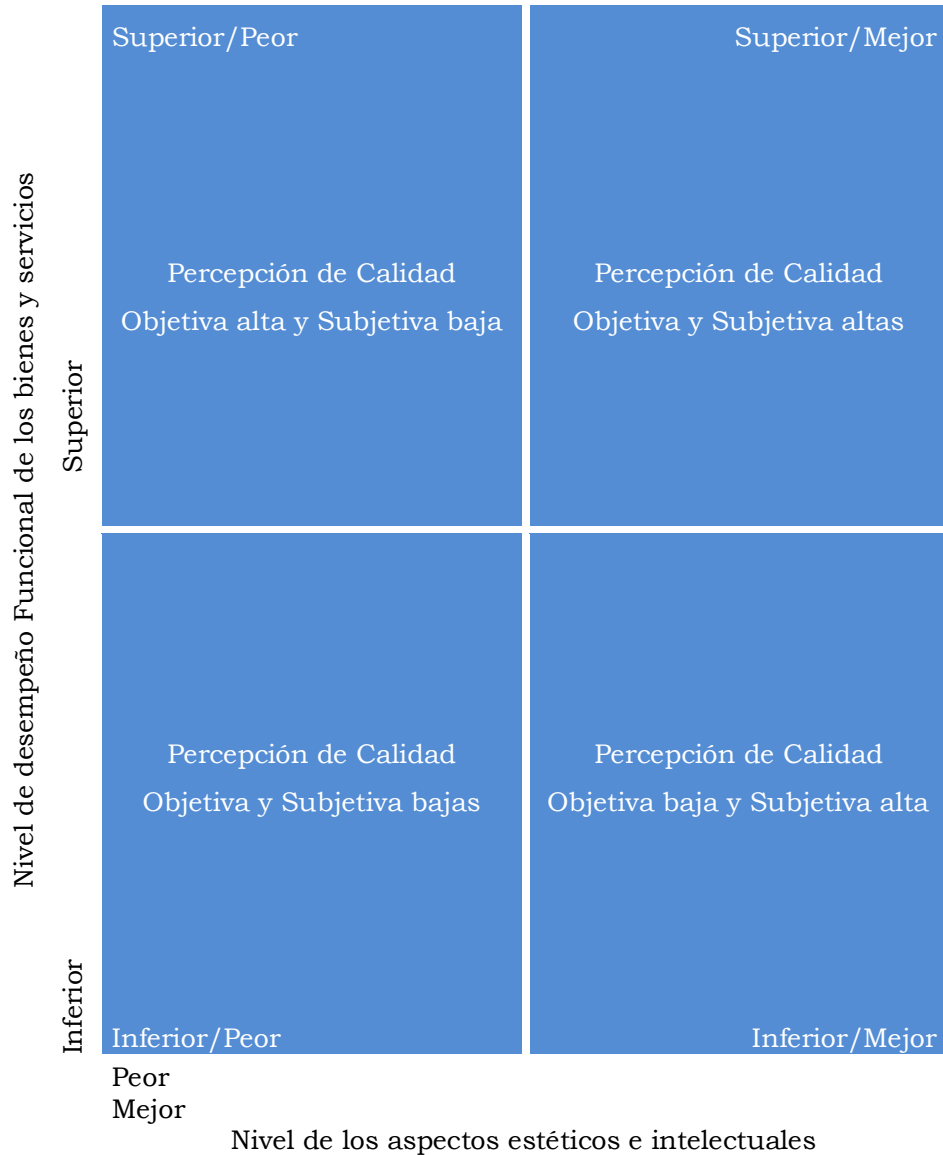 Superior/Peor
Superior/Mejor
Percepción de Calidad
Objetiva alta y Subjetiva baja
Percepción de Calidad
Objetiva y Subjetiva altas
Nivel de desempeño Funcional de los bienes y servicios
Superior
Percepción de Calidad
Objetiva y Subjetiva bajas
Percepción de Calidad
Objetiva baja y Subjetiva alta
Inferior
Inferior/Peor
Inferior/Mejor
Peor
Mejor
Nivel de los aspectos estéticos e intelectuales